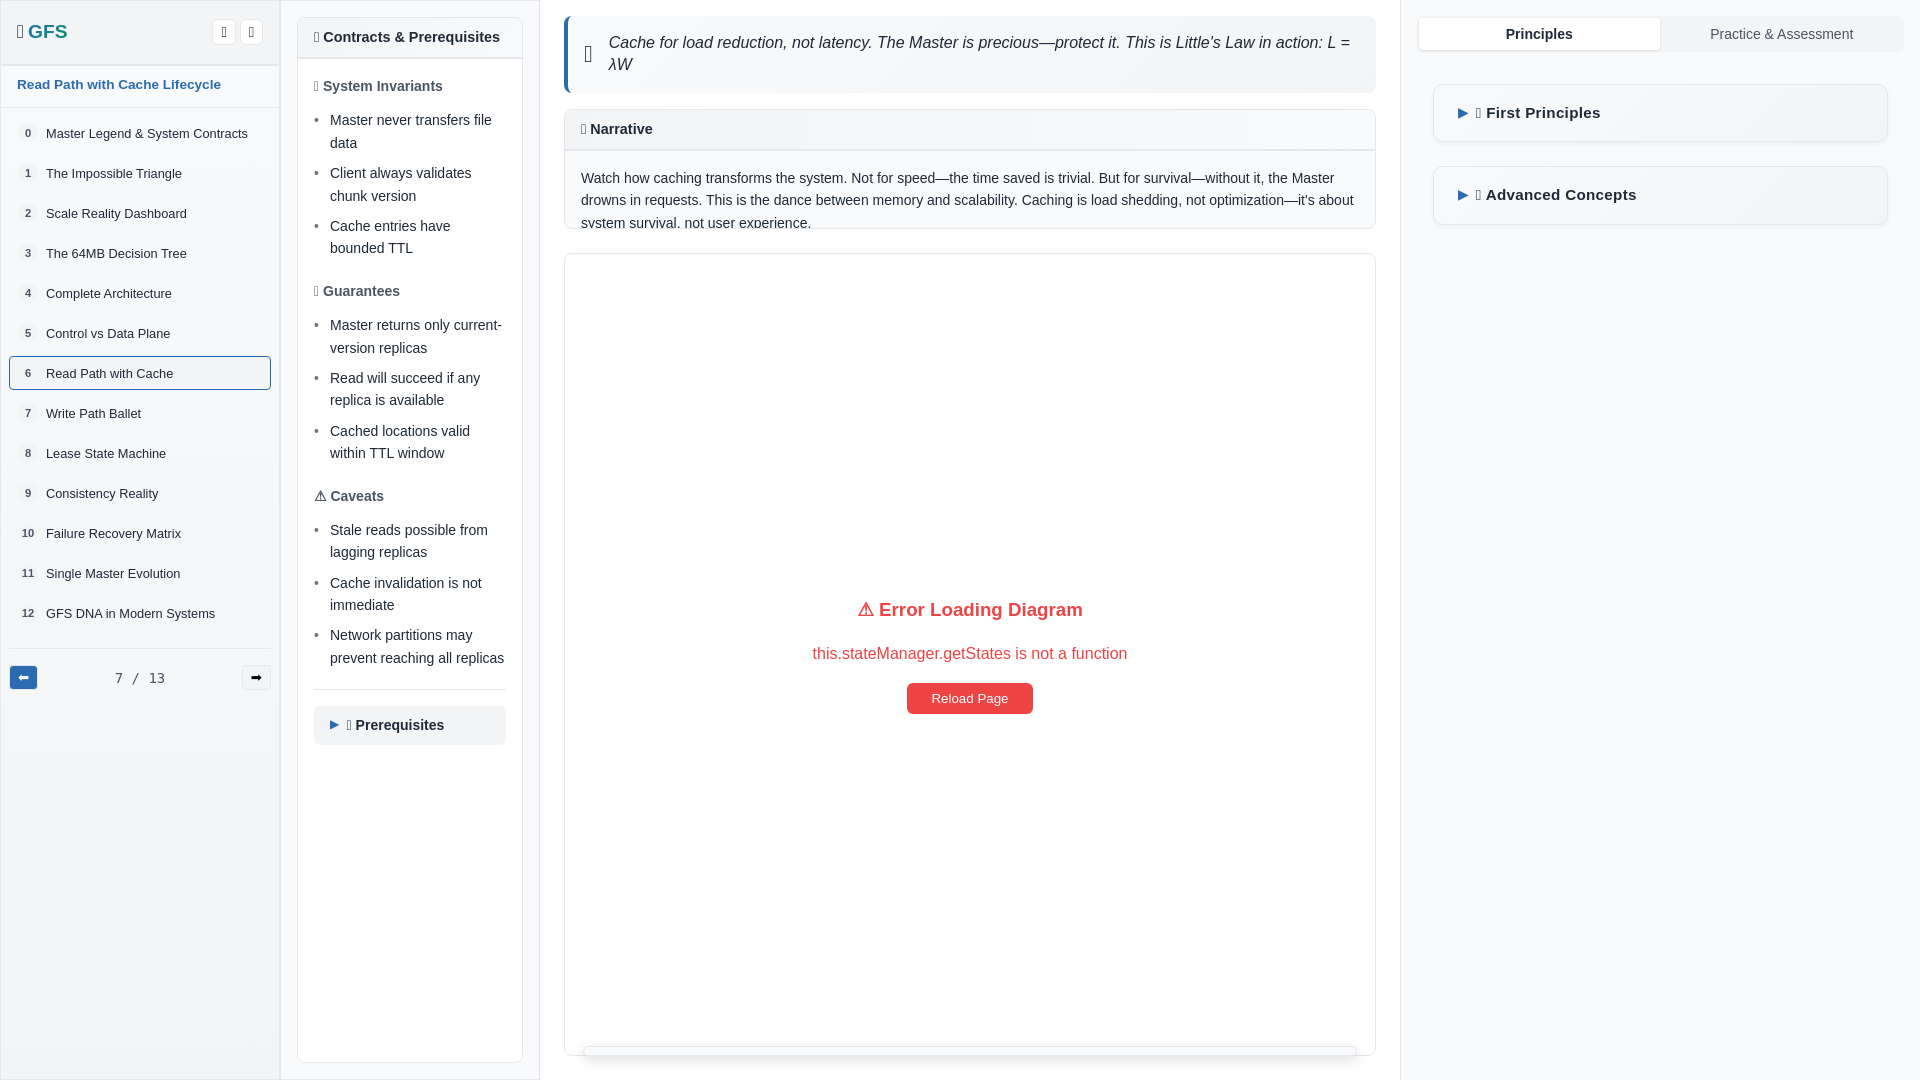 GFS
Read Path with Cache Lifecycle
0 Master Legend & System Contracts
1 The Impossible Triangle
2 Scale Reality Dashboard
3 The 64MB Decision Tree
4 Complete Architecture
5 Control vs Data Plane
6 Read Path with Cache
7 Write Path Ballet
8 Lease State Machine
9 Consistency Reality
10 Failure Recovery Matrix
11 Single Master Evolution
12 GFS DNA in Modern Systems
⬅ 7 / 13 ➡
Contracts & Prerequisites
System Invariants
• Master never transfers file
data
• Client always validates
chunk version
• Cache entries have
bounded TTL
Guarantees
• Master returns only current-
version replicas
• Read will succeed if any
replica is available
• Cached locations valid
within TTL window
⚠ Caveats
• Stale reads possible from
lagging replicas
• Cache invalidation is not
immediate
• Network partitions may
prevent reaching all replicas
▶ Prerequisites
Cache for load reduction, not latency. The Master is precious—protect it. This is Little's Law in action: L =
λW
Narrative
Watch how caching transforms the system. Not for speed—the time saved is trivial. But for survival—without it, the Master
drowns in requests. This is the dance between memory and scalability. Caching is load shedding, not optimization—it's about
system survival, not user experience.
⚠ Error Loading Diagram
this.stateManager.getStates is not a function
Reload Page
Principles
Practice & Assessment
▶ First Principles
▶ Advanced Concepts